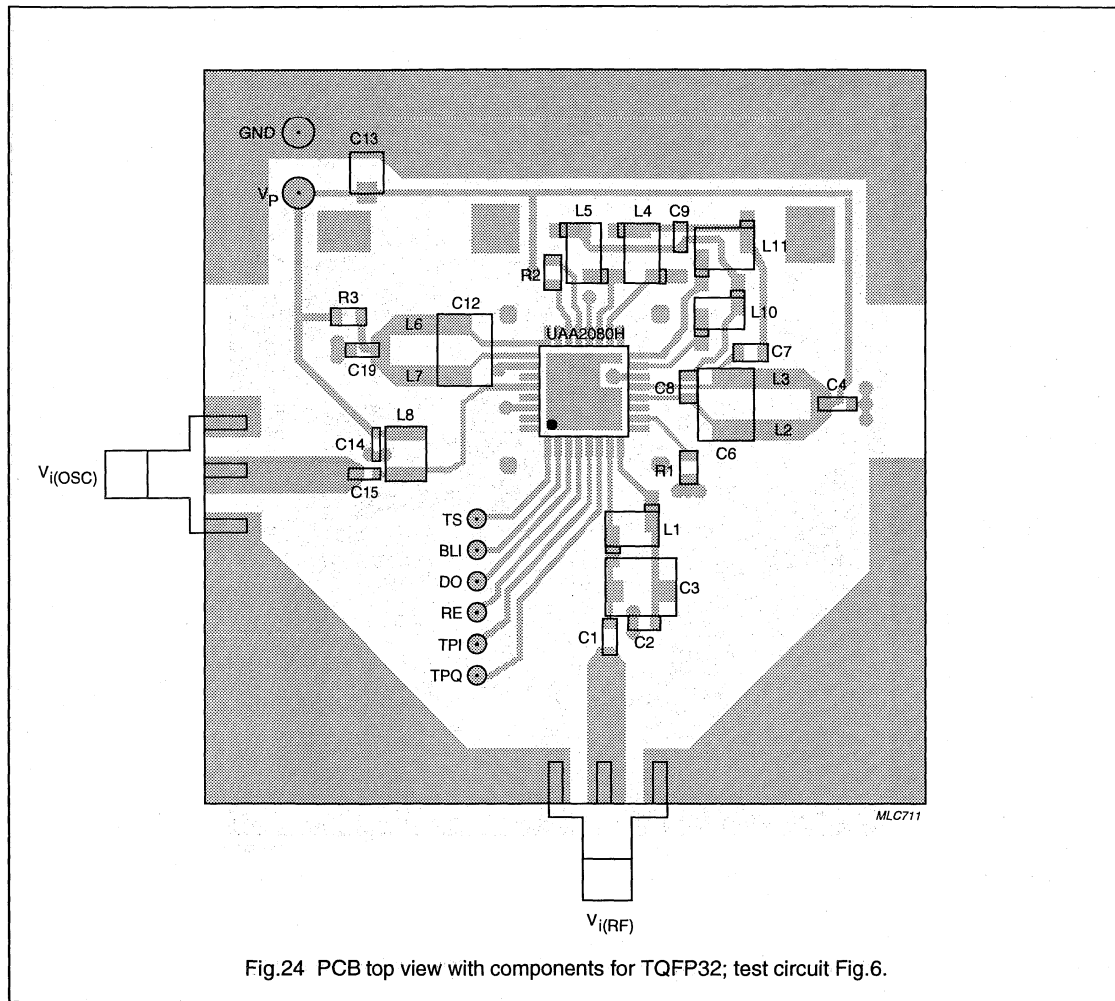 GND
C13
VP
L5
L4
C9
L11
R2
R3
C12
L6
L10
UAA2080H
C19
L7
C8
C7
L3
C4
L2
L8
C14
C6
Vi(OSC)
C15
R1
TS
L1
BLI
DO
C3
RE
C1
C2
TPI
TPQ
MLC711
Vi(RF)
Fig.24 PCB top view with components for TQFP32; test circuit Fig.6.